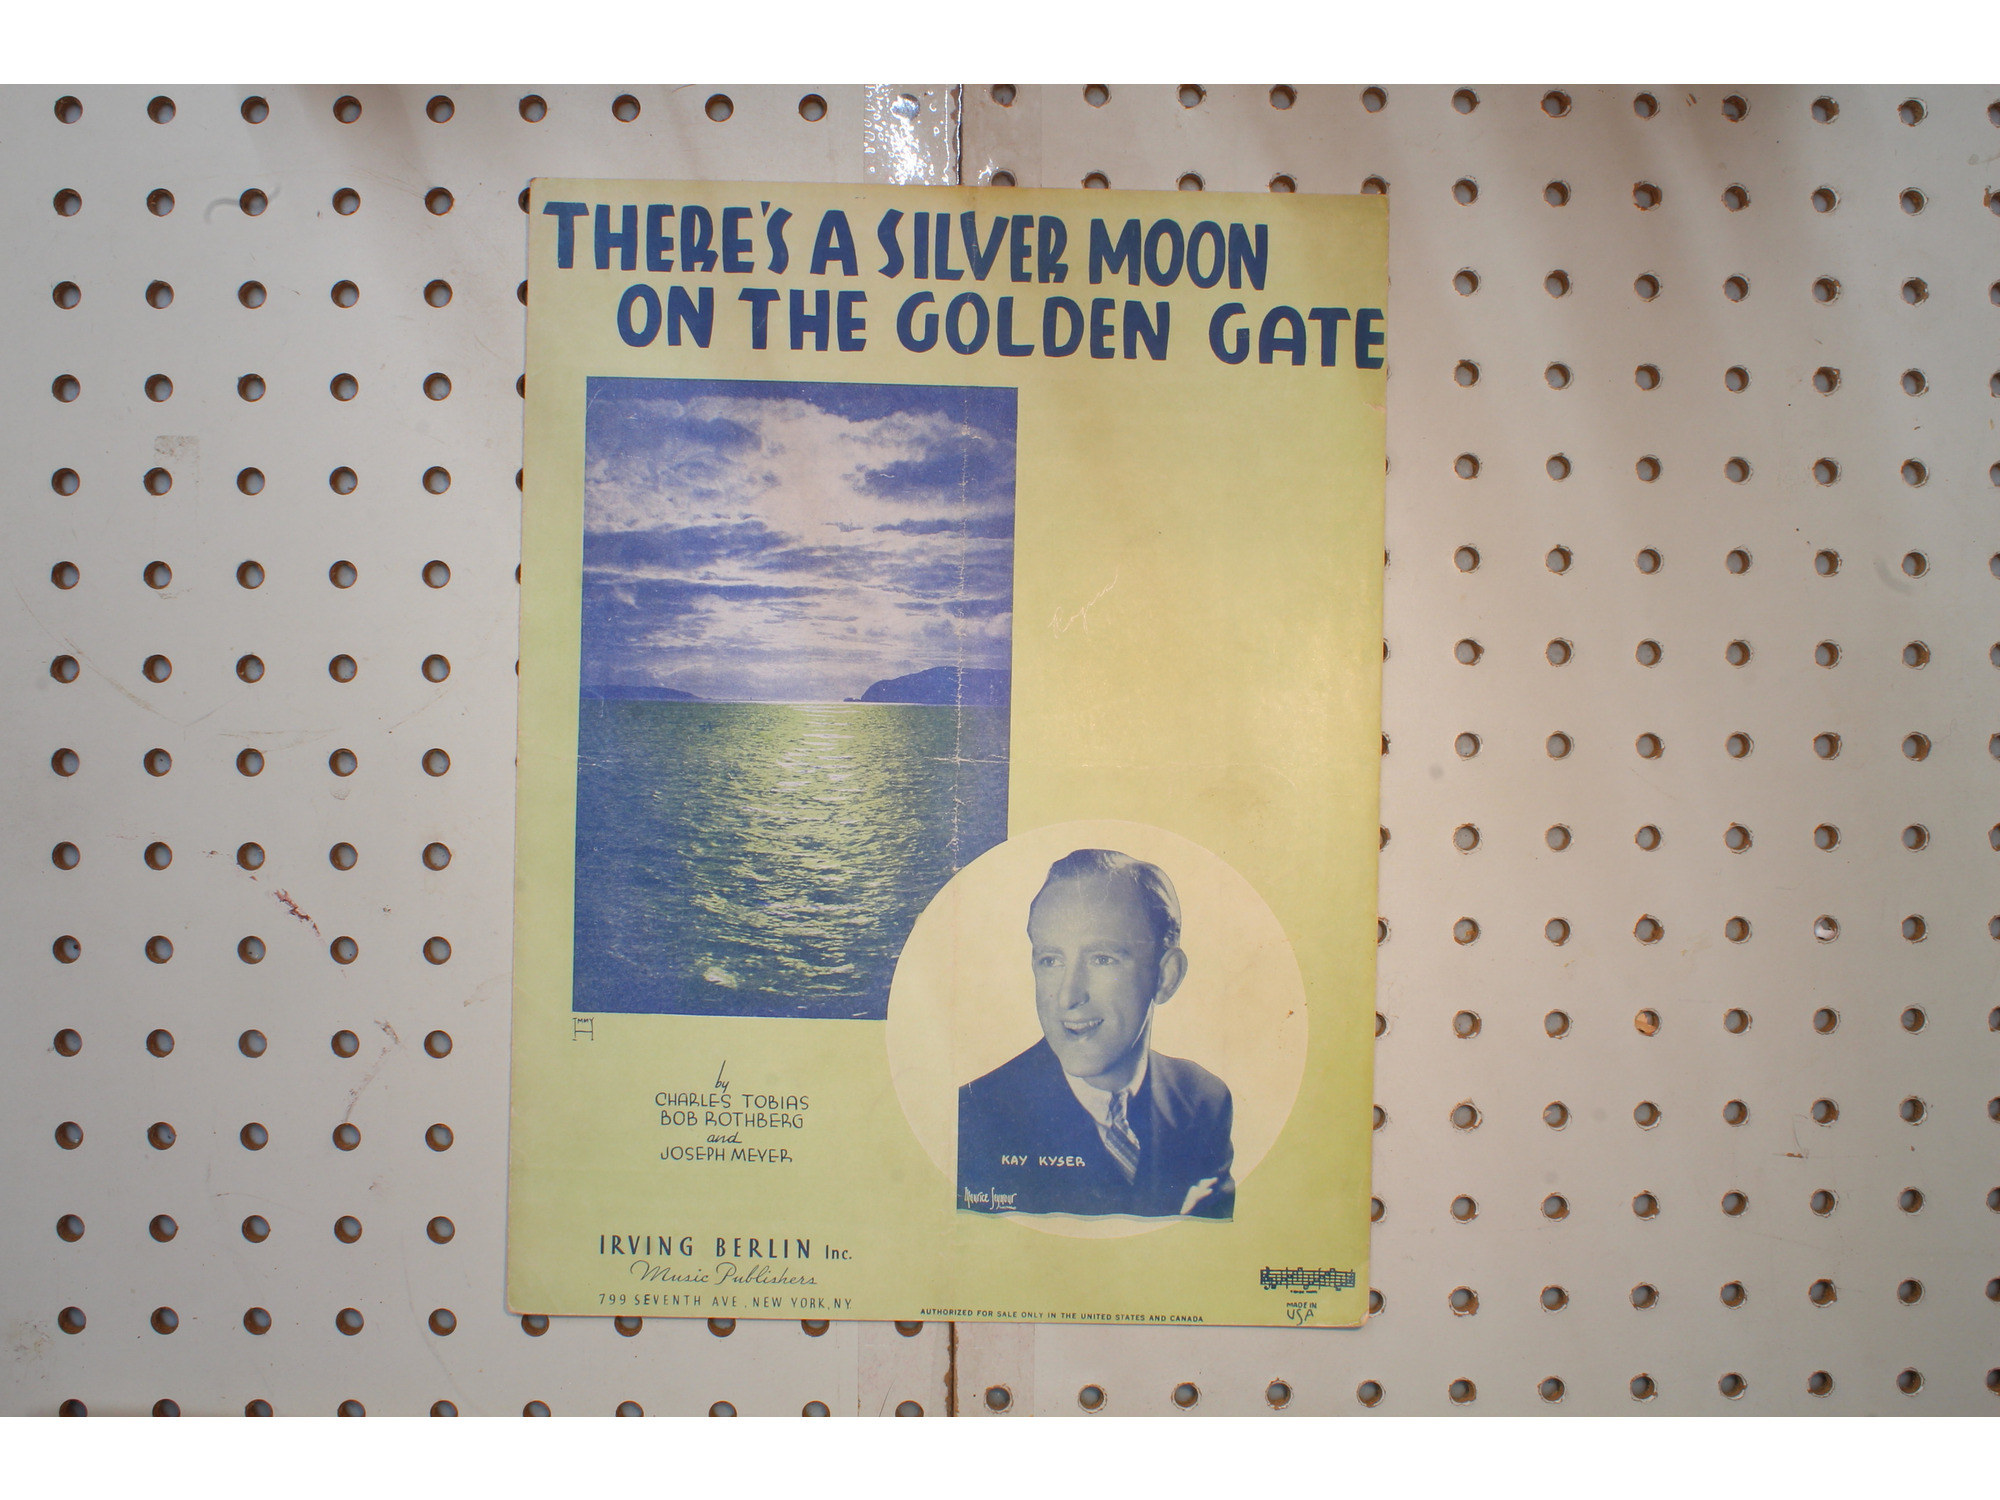 THERE'S A SILVER MOON
ON THE GOLDEN GATE
by
CHARLES TOBIAS
BOB ROTHBERG
and
JOSEPH MEYER
KAY KYSER
Maurice Seymour
IRVING BERLIN Inc.
Music Publishers
799 SEVENTH AVE., NEW YORK, N.Y.
AUTHORIZED FOR SALE ONLY IN THE UNITED STATES AND CANADA
MADE IN
USA